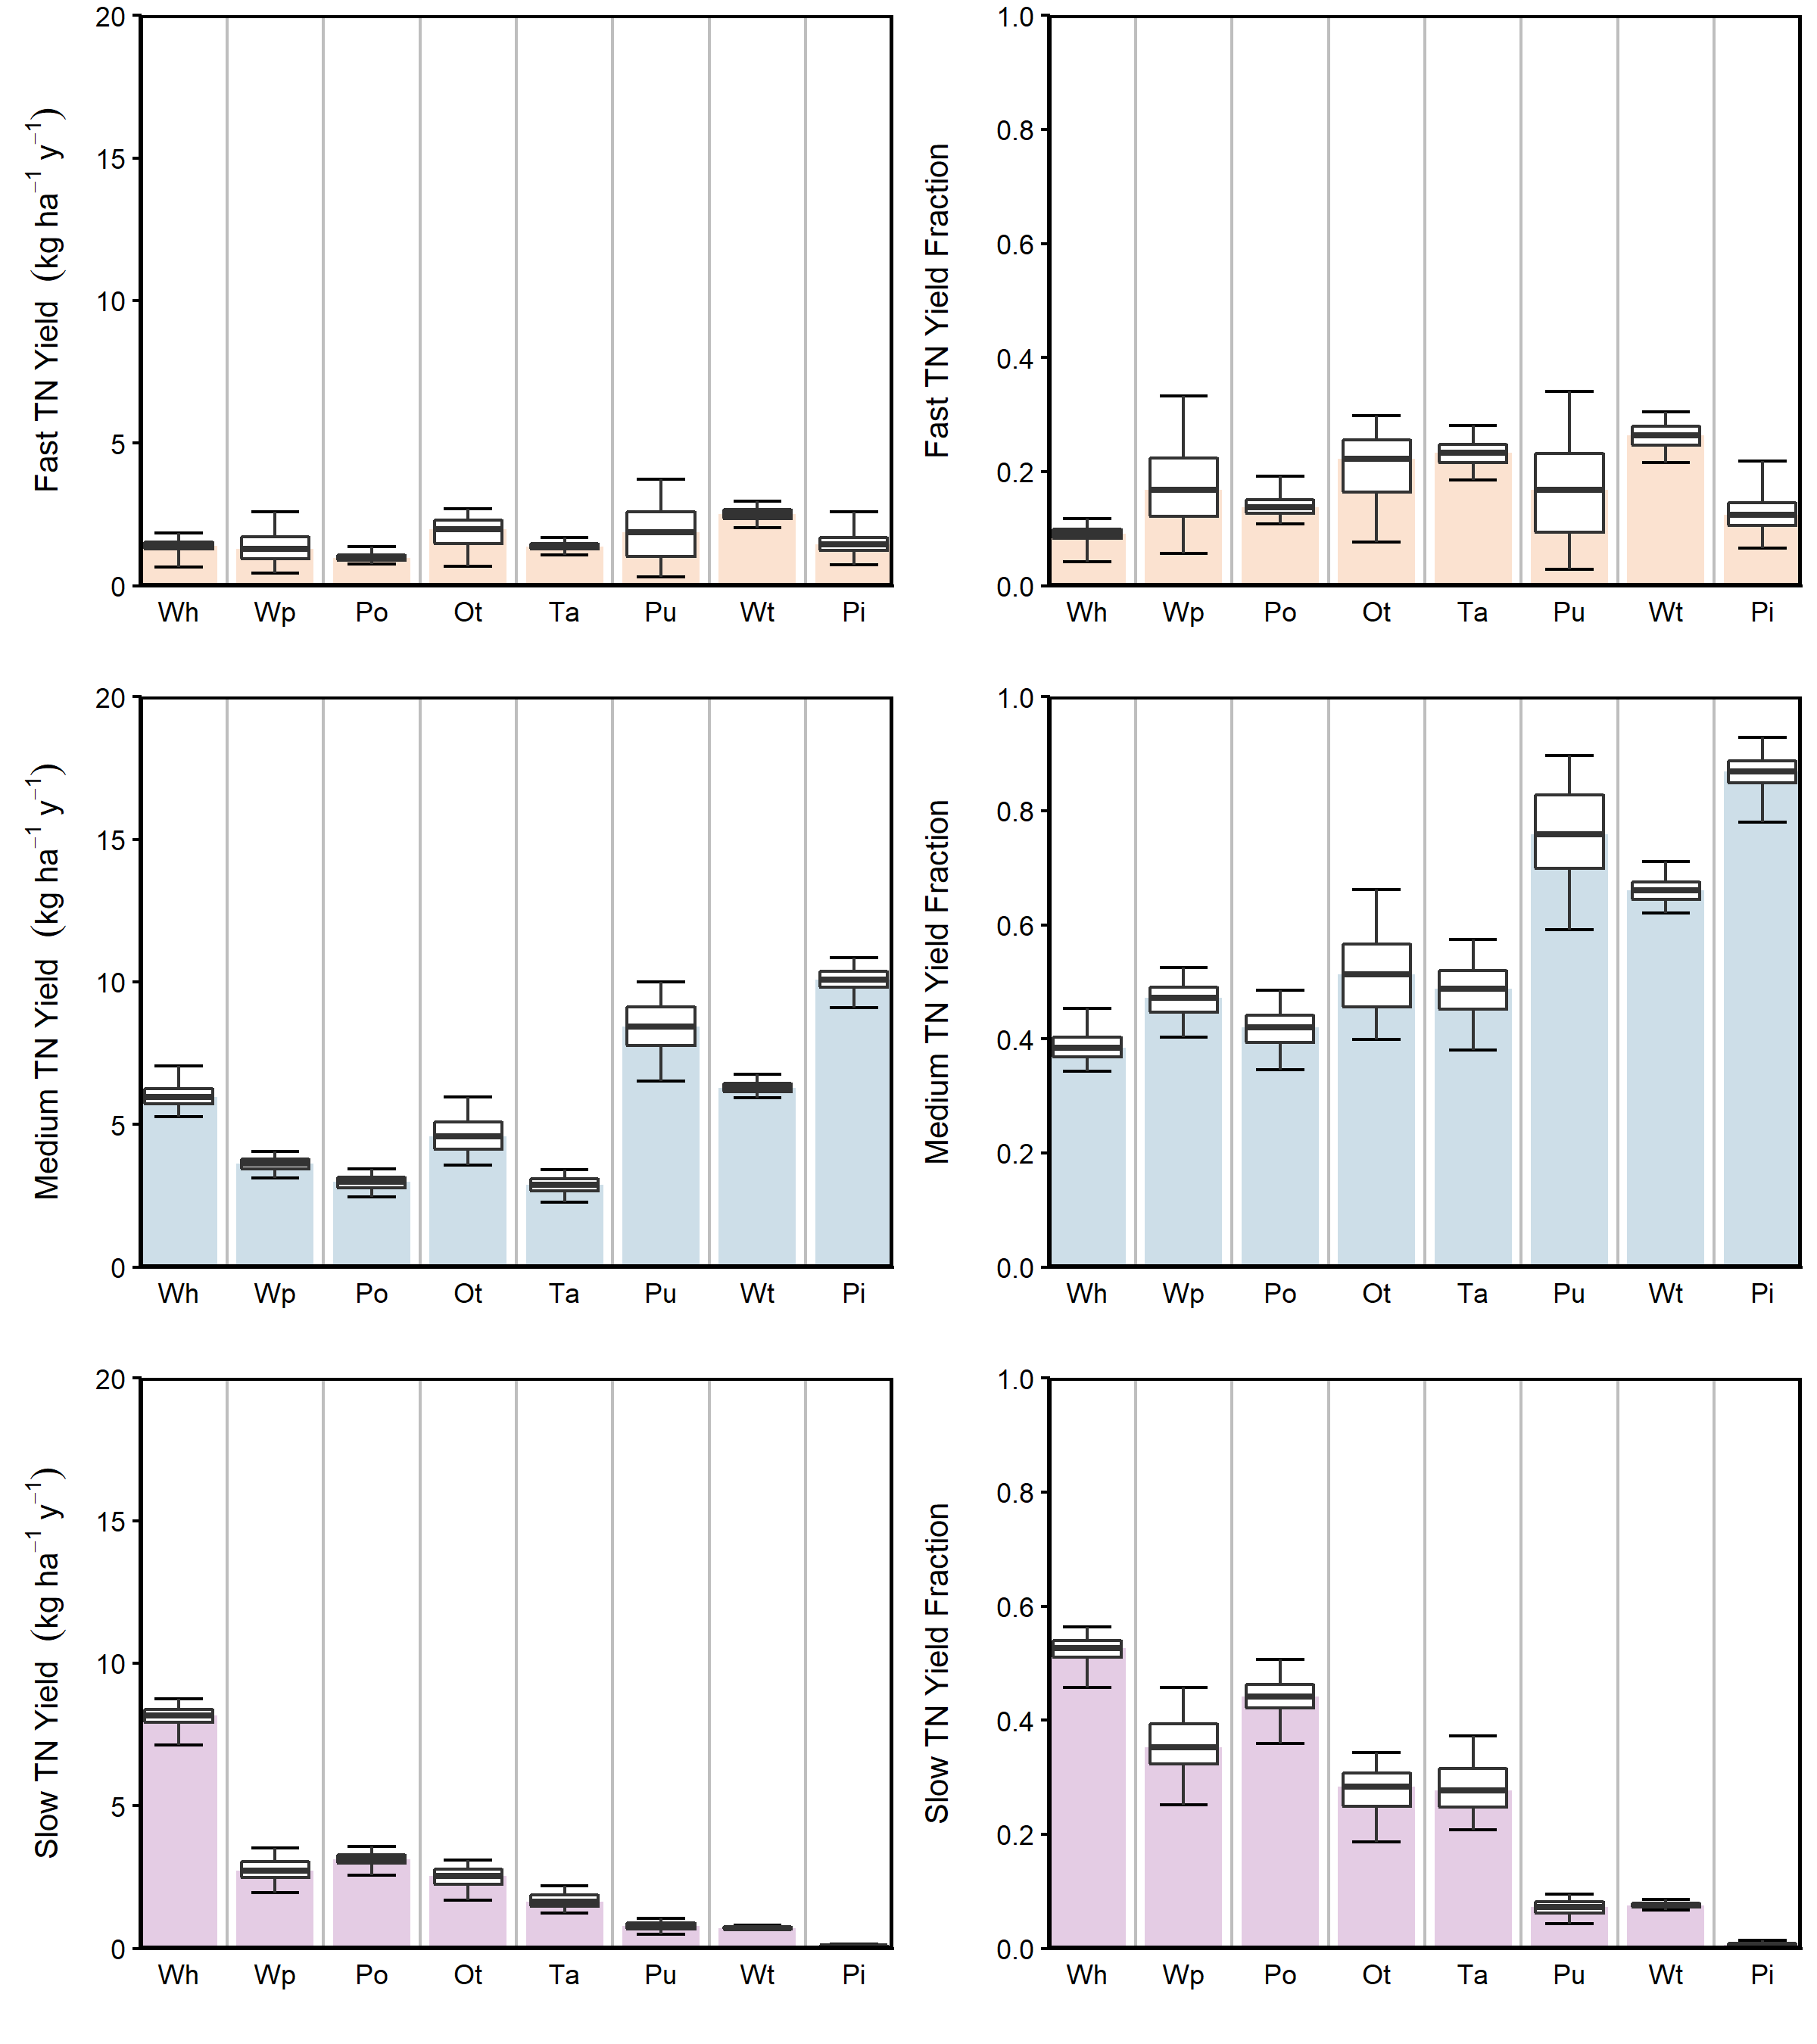 Fast TN Yield (kg ha⁻¹ y⁻¹)
20
15
10
5
0
Wh Wp Po Ot Ta Pu Wt Pi
Fast TN Yield Fraction
1.0
0.8
0.6
0.4
0.2
0.0
Wh Wp Po Ot Ta Pu Wt Pi
Medium TN Yield (kg ha⁻¹ y⁻¹)
20
15
10
5
0
Wh Wp Po Ot Ta Pu Wt Pi
Medium TN Yield Fraction
1.0
0.8
0.6
0.4
0.2
0.0
Wh Wp Po Ot Ta Pu Wt Pi
Slow TN Yield (kg ha⁻¹ y⁻¹)
20
15
10
5
0
Wh Wp Po Ot Ta Pu Wt Pi
Slow TN Yield Fraction
1.0
0.8
0.6
0.4
0.2
0.0
Wh Wp Po Ot Ta Pu Wt Pi